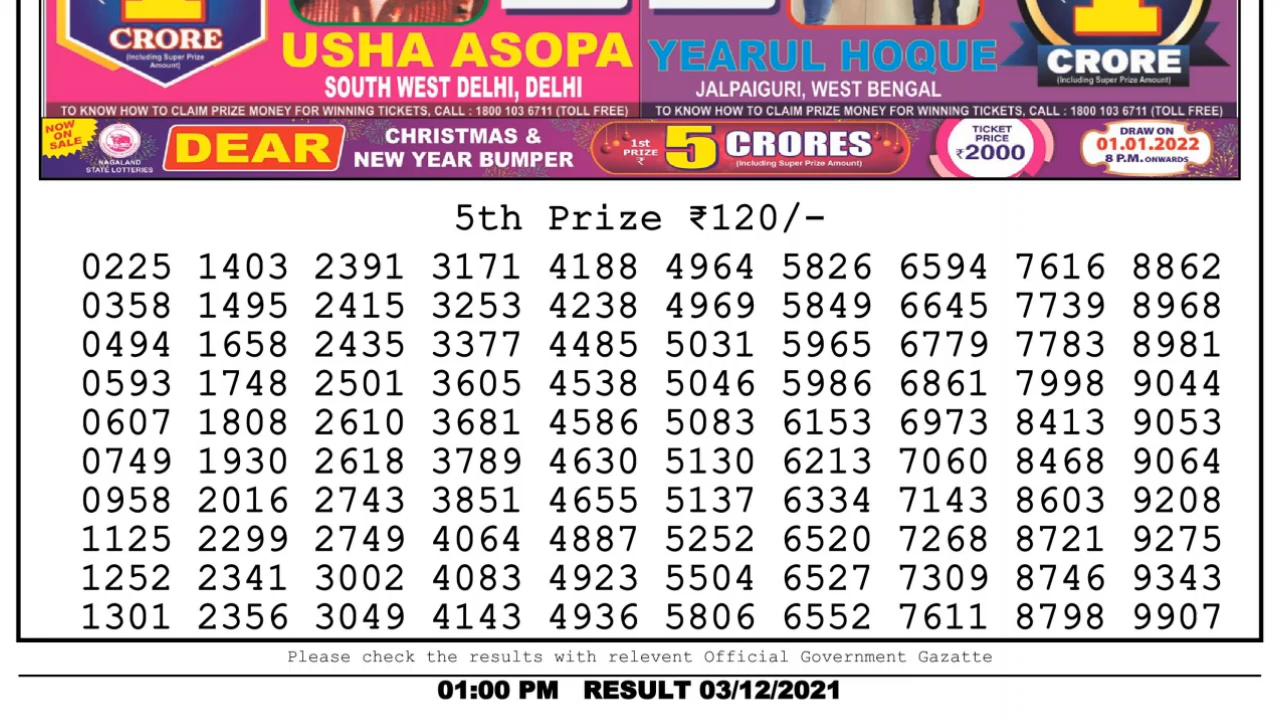 1
CRORE
(Including Super Prize
Amount)
USHA ASOPA
SOUTH WEST DELHI, DELHI
YEARUL HOQUE
JALPAIGURI, WEST BENGAL
1
CRORE
(Including Super Prize Amount)
TO KNOW HOW TO CLAIM PRIZE MONEY FOR WINNING TICKETS, CALL : 1800 103 6711 (TOLL FREE)
TO KNOW HOW TO CLAIM PRIZE MONEY FOR WINNING TICKETS, CALL : 1800 103 6711 (TOLL FREE)
NOW
ON
SALE
NAGALAND
STATE LOTTERIES
DEAR
CHRISTMAS &
NEW YEAR BUMPER
1st
PRIZE
₹
5
CRORES
(Including Super Prize Amount)
TICKET
PRICE
₹2000
DRAW ON
01.01.2022
8 P.M. ONWARDS
5th Prize ₹120/-
0225 1403 2391 3171 4188 4964 5826 6594 7616 8862
0358 1495 2415 3253 4238 4969 5849 6645 7739 8968
0494 1658 2435 3377 4485 5031 5965 6779 7783 8981
0593 1748 2501 3605 4538 5046 5986 6861 7998 9044
0607 1808 2610 3681 4586 5083 6153 6973 8413 9053
0749 1930 2618 3789 4630 5130 6213 7060 8468 9064
0958 2016 2743 3851 4655 5137 6334 7143 8603 9208
1125 2299 2749 4064 4887 5252 6520 7268 8721 9275
1252 2341 3002 4083 4923 5504 6527 7309 8746 9343
1301 2356 3049 4143 4936 5806 6552 7611 8798 9907
Please check the results with relevent Official Government Gazatte
01:00 PM RESULT 03/12/2021